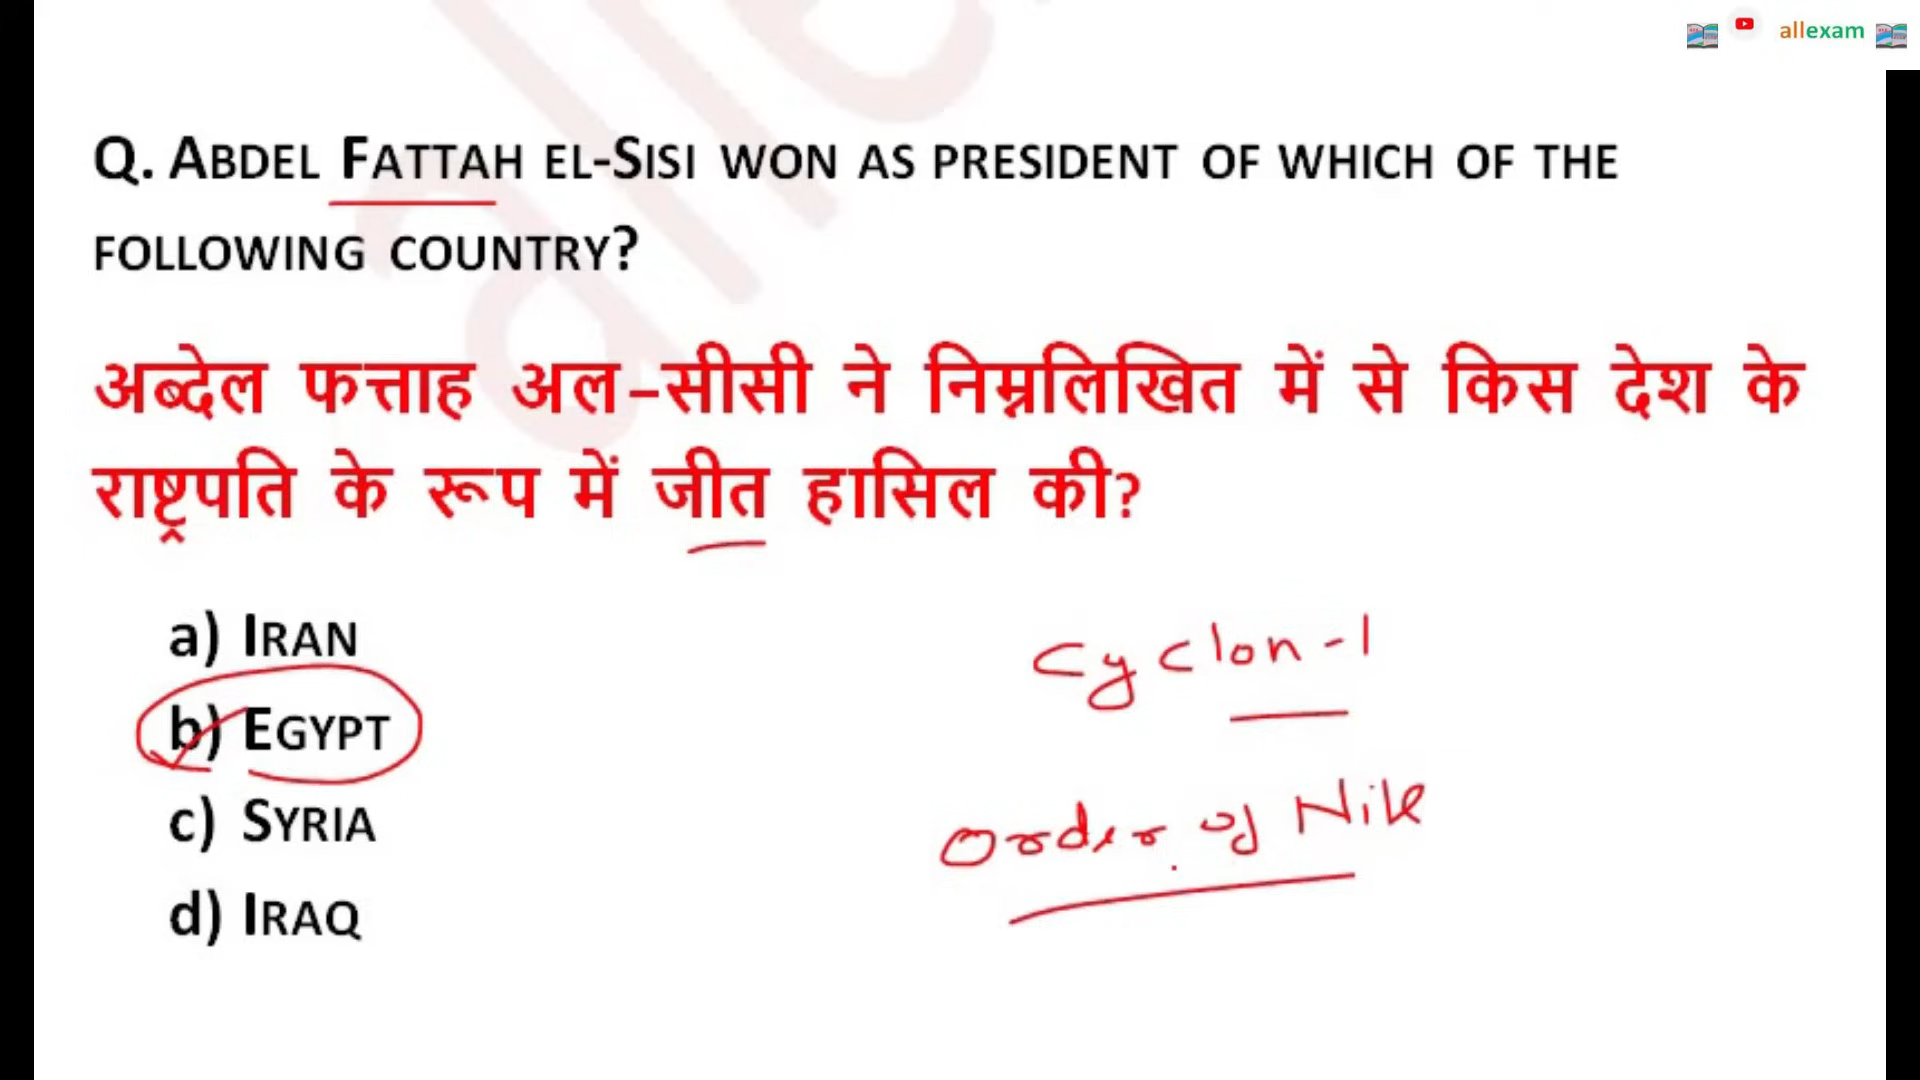 allexam
Q. ABDEL FATTAH EL-SISI WON AS PRESIDENT OF WHICH OF THE
FOLLOWING COUNTRY?
अब्देल फत्ताह अल-सीसी ने निम्नलिखित में से किस देश के
राष्ट्रपति के रूप में जीत हासिल की?
a) IRAN
b) EGYPT
c) SYRIA
d) IRAQ
Cyclon-1
Order of Nile